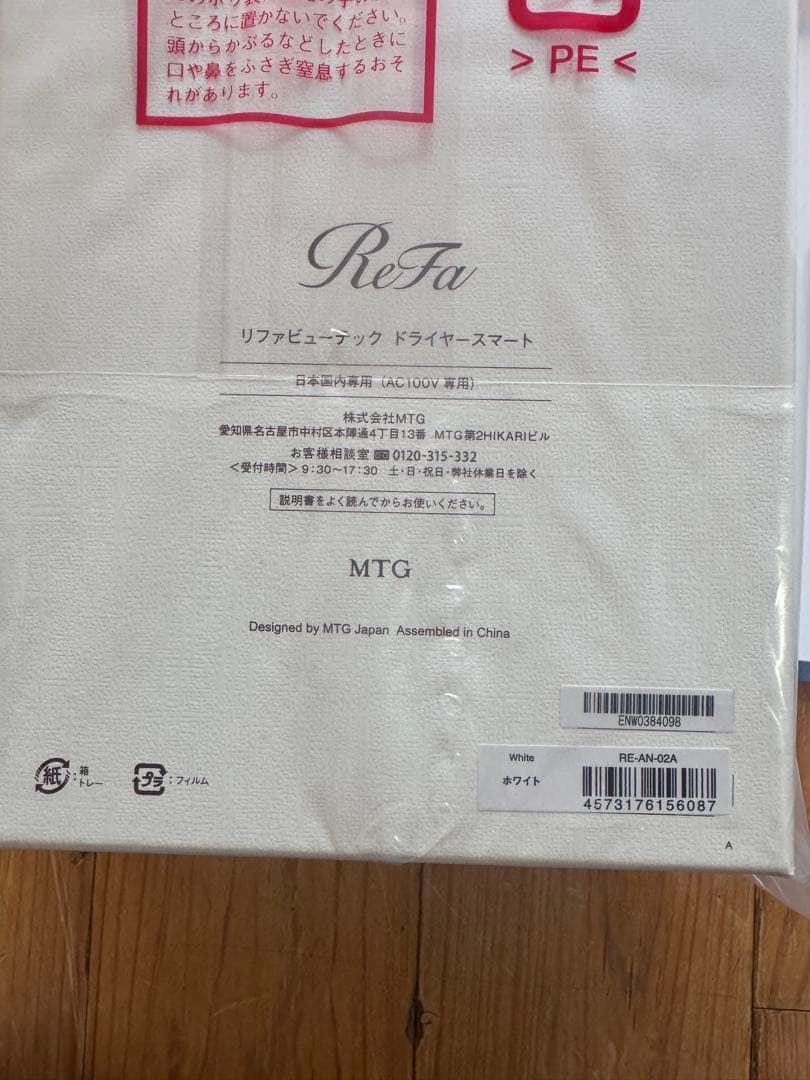 ところに置かないでください。
頭からかぶるなどしたときに
口や鼻をふさぎ窒息するおそ
れがあります。
> PE <
ReFa
リファビューテック ドライヤースマート
日本国内専用（AC100V 専用）
株式会社MTG
愛知県名古屋市中村区本陣通4丁目13番 MTG第2HIKARIビル
お客様相談室 0120-315-332
＜受付時間＞9:30〜17:30 土・日・祝日・弊社休業日を除く
説明書をよく読んでからお使いください。
MTG
Designed by MTG Japan Assembled in China
ENW0384098
White RE-AN-02A
ホワイト
4573176156087
紙：箱
トレー
プラ：フィルム
A